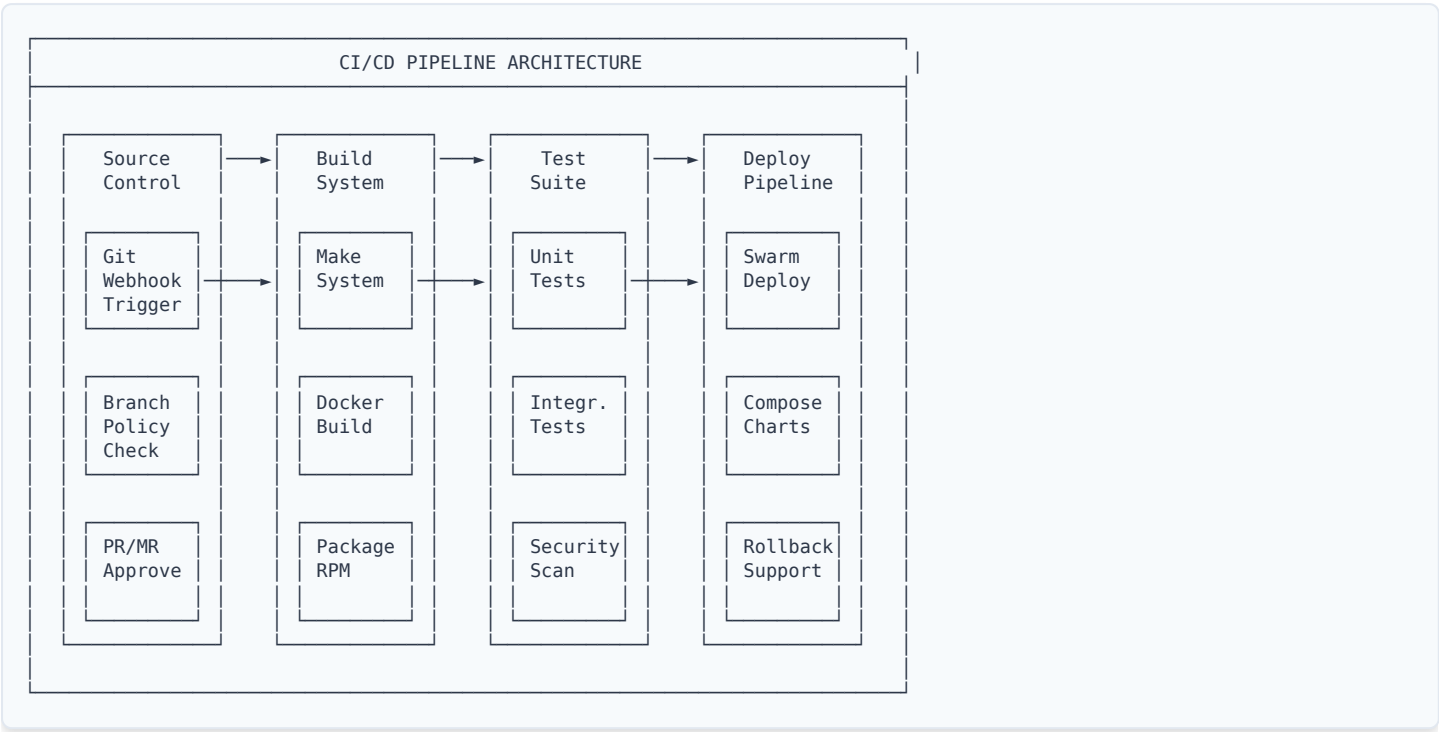 CI/CD PIPELINE ARCHITECTURE
Source
Control
Build
System
Test
Suite
Deploy
Pipeline
Git
Webhook
Trigger
Make
System
Unit
Tests
Swarm
Deploy
Branch
Policy
Check
Docker
Build
Integr.
Tests
Compose
Charts
PR/MR
Approve
Package
RPM
Security
Scan
Rollback
Support